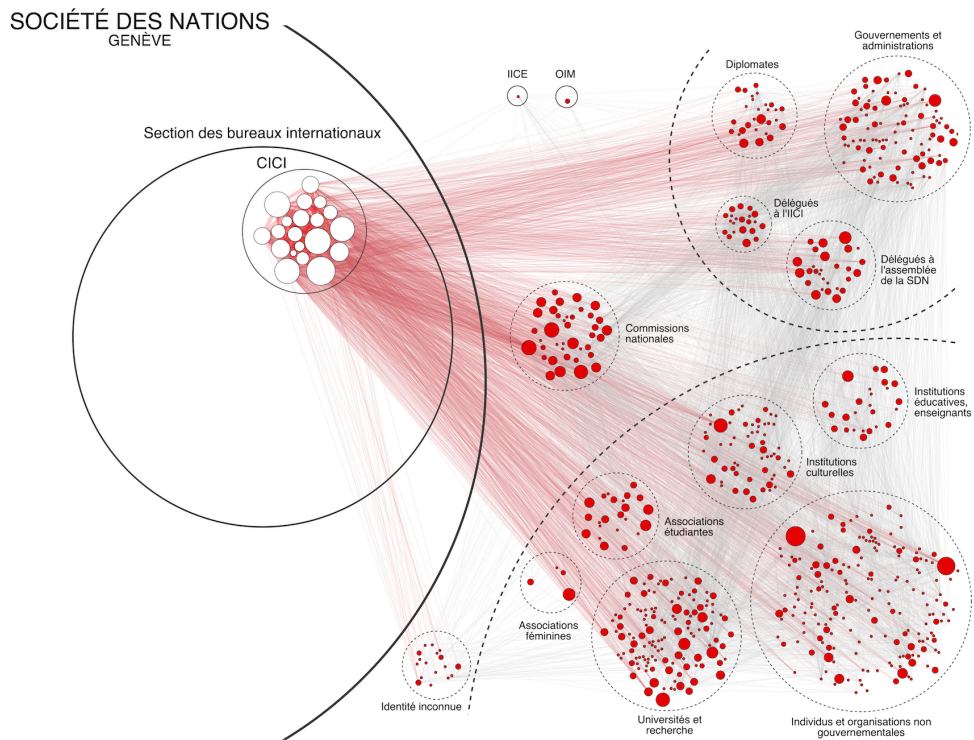 SOCIÉTÉ DES NATIONS
GENÈVE
Gouvernements et
administrations
Diplomates
IICE
OIM
Section des bureaux internationaux
CICI
Délégués
à l'IICI
Délégués à
l'assemblée
de la SDN
Commissions
nationales
Institutions
éducatives,
enseignants
Institutions
culturelles
Associations
étudiantes
Associations
féminines
Identité inconnue
Universités et
recherche
Individus et organisations non
gouvernementales